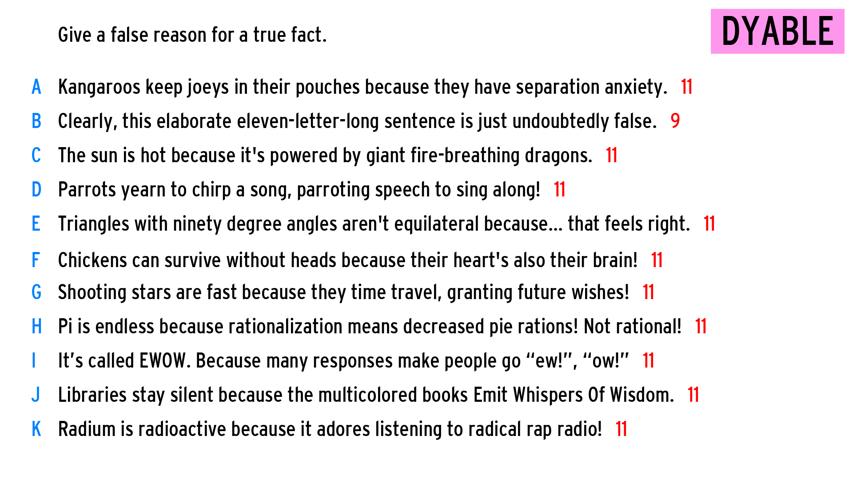 Give a false reason for a true fact.
DYABLE
A Kangaroos keep joeys in their pouches because they have separation anxiety. 11
B Clearly, this elaborate eleven-letter-long sentence is just undoubtedly false. 9
C The sun is hot because it's powered by giant fire-breathing dragons. 11
D Parrots yearn to chirp a song, parroting speech to sing along! 11
E Triangles with ninety degree angles aren't equilateral because... that feels right. 11
F Chickens can survive without heads because their heart's also their brain! 11
G Shooting stars are fast because they time travel, granting future wishes! 11
H Pi is endless because rationalization means decreased pie rations! Not rational! 11
I It’s called EWOW. Because many responses make people go “ew!”, “ow!” 11
J Libraries stay silent because the multicolored books Emit Whispers Of Wisdom. 11
K Radium is radioactive because it adores listening to radical rap radio! 11